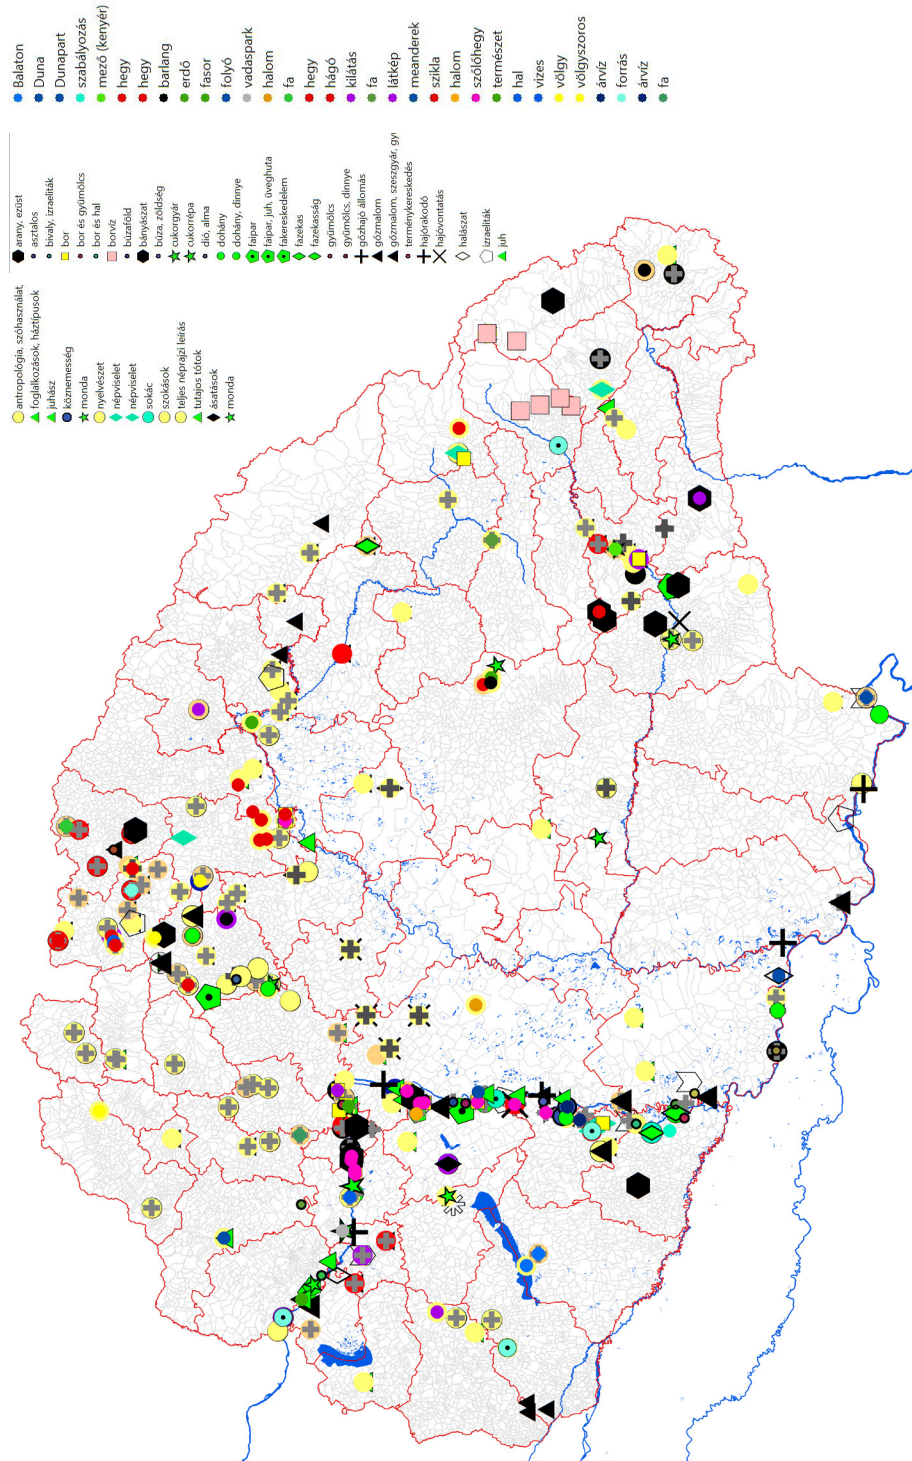 Balaton
Duna
Dunapart
szabályozás
mező (kenyér)
hegy
hegy
barlang
erdő
fasor
folyó
vadaspark
halom
fa
hegy
hágó
kilátás
fa
látkép
meanderek
szikla
halom
szőlőhegy
természet
hal
vizes
völgy
völgyszoros
árvíz
forrás
árvíz
fa
arany, ezüst
asztalos
bivaly, izraeliták
bor
bor és gyümölcs
bor és hal
borvíz
búzaföld
bányászat
búza, zöldség
cukorgyár
cukorrépa
dió, alma
dohány
dohány, dinnye
faipar
faipar, juh, üveghuta
fakereskedelem
fazekas
fazekasság
gyümölcs
gyümölcs, dinnye
gőzhajó állomás
gőzmalom
gőzmalom, szeszgyár, gyı
terménykereskedés
hajórakodó
hajóvontatás
halászat
izraeliták
juh
antropológia, szóhasználat,
foglalkozások, háztípusok
juhász
köznemesség
monda
nyelvészet
népviselet
népviselet
sokác
szokások
teljes néprajzi leírás
tutajos tótok
ásatások
monda